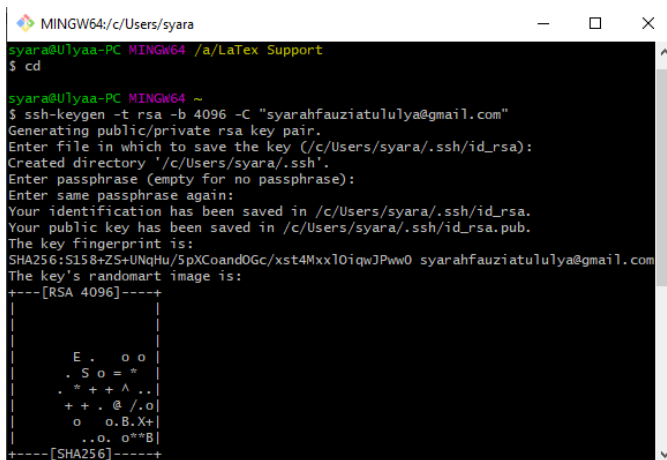 MINGW64:/c/Users/syara
syara@Ulyaa-PC MINGW64 /a/LaTex Support
$ cd
syara@Ulyaa-PC MINGW64 ~
$ ssh-keygen -t rsa -b 4096 -C "syarahfauziatululya@gmail.com"
Generating public/private rsa key pair.
Enter file in which to save the key (/c/Users/syara/.ssh/id_rsa):
Created directory '/c/Users/syara/.ssh'.
Enter passphrase (empty for no passphrase):
Enter same passphrase again:
Your identification has been saved in /c/Users/syara/.ssh/id_rsa.
Your public key has been saved in /c/Users/syara/.ssh/id_rsa.pub.
The key fingerprint is:
SHA256:S158+ZS+UNqHu/5pXCoandOGc/xst4MxxlOiqwJPww0 syarahfauziatululya@gmail.com
The key's randomart image is:
+---[RSA 4096]----+
|                 |
|                 |
|                 |
|       E .   o o |
|      . S o = *  |
|     . * + + ^ ..|
|      + + . @ /.o|
|       o   o.B.X+|
|        ..o. o**B|
+----[SHA256]-----+